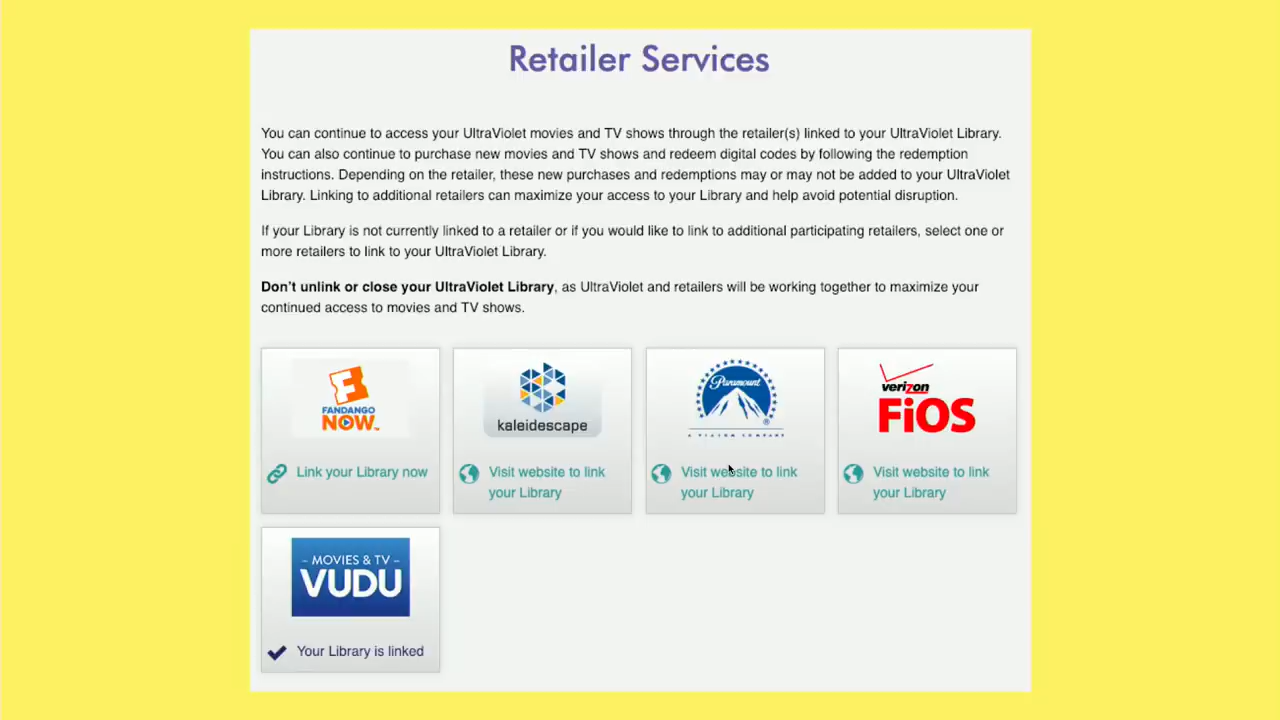 Retailer Services
You can continue to access your UltraViolet movies and TV shows through the retailer(s) linked to your UltraViolet Library.
You can also continue to purchase new movies and TV shows and redeem digital codes by following the redemption
instructions. Depending on the retailer, these new purchases and redemptions may or may not be added to your UltraViolet
Library. Linking to additional retailers can maximize your access to your Library and help avoid potential disruption.
If your Library is not currently linked to a retailer or if you would like to link to additional participating retailers, select one or
more retailers to link to your UltraViolet Library.
Don't unlink or close your UltraViolet Library, as UltraViolet and retailers will be working together to maximize your
continued access to movies and TV shows.
FANDANGO
NOW
Link your Library now
kaleidescape
Visit website to link
your Library
Paramount
A VIACOM COMPANY
Visit website to link
your Library
verizon
FiOS
Visit website to link
your Library
– MOVIES & TV –
VUDU
Your Library is linked